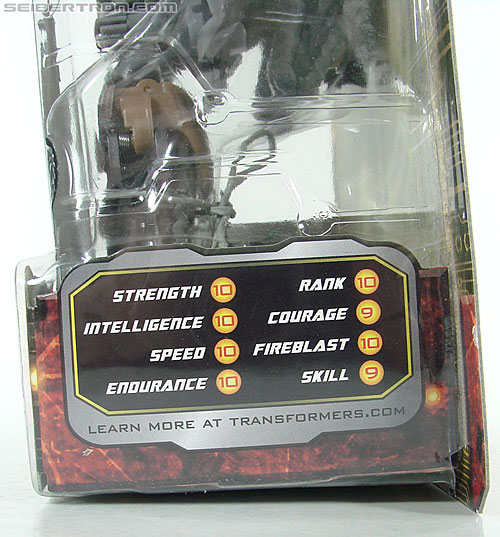 SEIBERTRON.COM
STRENGTH 10
INTELLIGENCE 10
SPEED 10
ENDURANCE 10
RANK 10
COURAGE 9
FIREBLAST 10
SKILL 9
LEARN MORE AT TRANSFORMERS.COM